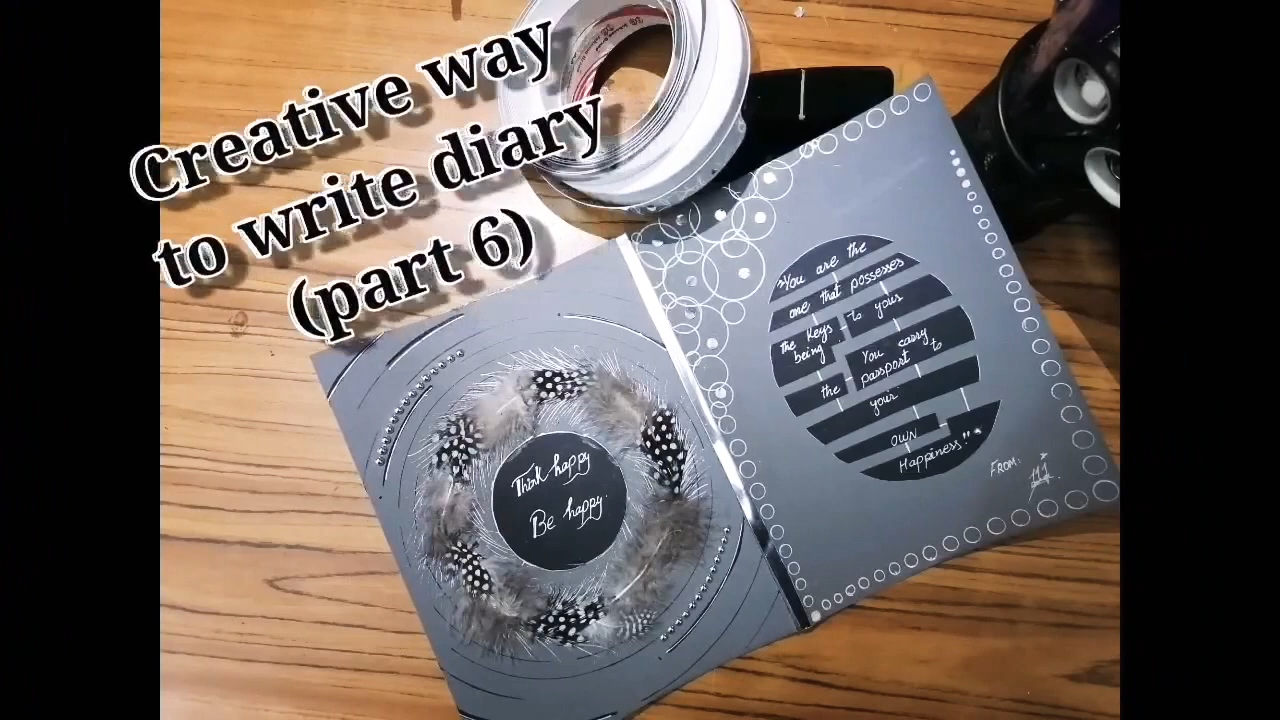 Creative way
to write diary
(part 6)
Think happy
Be happy.
"You are the
one that possesses
the keys to your
being. You carry
the passport to
your
OWN
Happiness!!"
FROM: